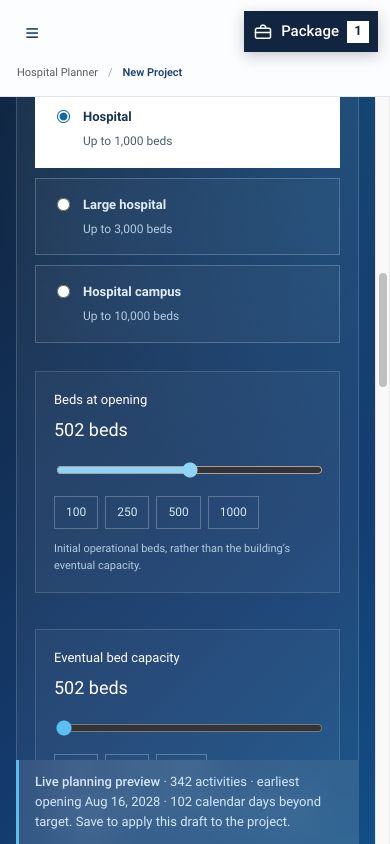 Package 1
Hospital Planner / New Project
Hospital
Up to 1,000 beds
Large hospital
Up to 3,000 beds
Hospital campus
Up to 10,000 beds
Beds at opening
502 beds
100 250 500 1000
Initial operational beds, rather than the building's
eventual capacity.
Eventual bed capacity
502 beds
Live planning preview · 342 activities · earliest
opening Aug 16, 2028 · 102 calendar days beyond
target. Save to apply this draft to the project.